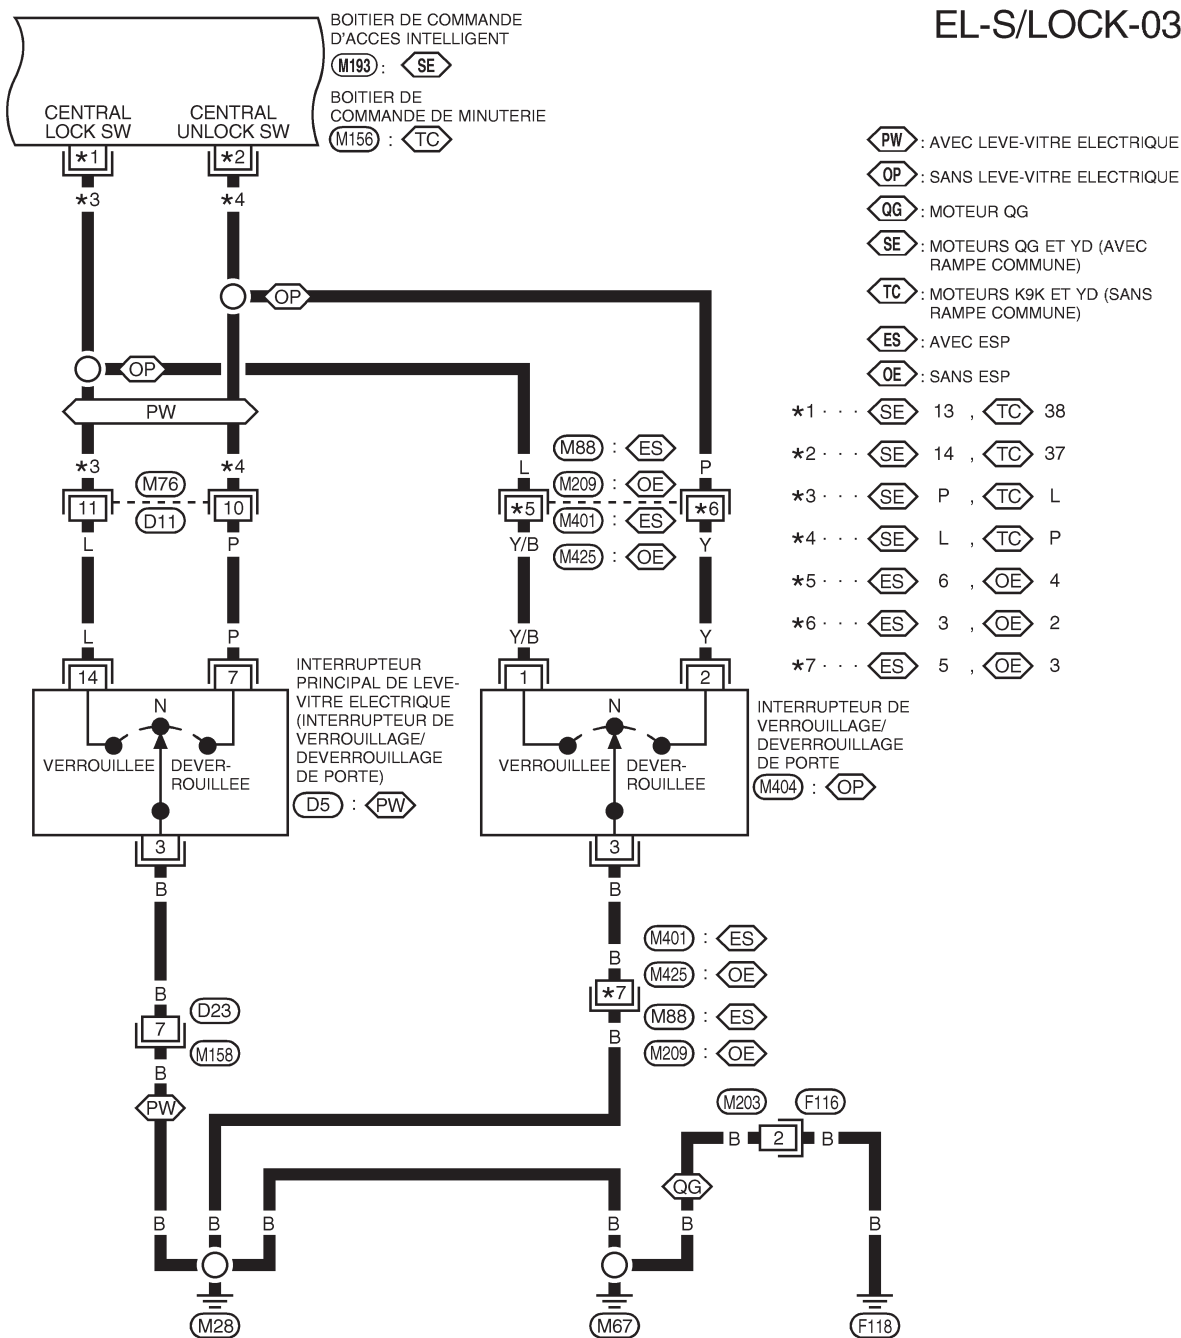 EL-S/LOCK-03
BOITIER DE COMMANDE
D'ACCES INTELLIGENT
M193 : SE
BOITIER DE
COMMANDE DE MINUTERIE
M156 : TC
CENTRAL
LOCK SW
CENTRAL
UNLOCK SW
★1
★2
★3
★4
PW : AVEC LEVE-VITRE ELECTRIQUE
OP : SANS LEVE-VITRE ELECTRIQUE
QG : MOTEUR QG
SE : MOTEURS QG ET YD (AVEC
RAMPE COMMUNE)
TC : MOTEURS K9K ET YD (SANS
RAMPE COMMUNE)
ES : AVEC ESP
OE : SANS ESP
★1 · · · SE 13 , TC 38
★2 · · · SE 14 , TC 37
★3 · · · SE P , TC L
★4 · · · SE L , TC P
★5 · · · ES 6 , OE 4
★6 · · · ES 3 , OE 2
★7 · · · ES 5 , OE 3
OP
OP
PW
★3
★4
M76
D11
11
10
L
P
L
P
M88 : ES
M209 : OE
M401 : ES
M425 : OE
L
P
★5
★6
Y/B
Y
Y/B
Y
14
7
INTERRUPTEUR
PRINCIPAL DE LEVE-
VITRE ELECTRIQUE
(INTERRUPTEUR DE
VERROUILLAGE/
DEVERROUILLAGE
DE PORTE)
D5 : PW
N
VERROUILLEE
DEVER-
ROUILLEE
3
1
2
INTERRUPTEUR DE
VERROUILLAGE/
DEVERROUILLAGE
DE PORTE
M404 : OP
N
VERROUILLEE
DEVER-
ROUILLEE
3
B
B
B
B
M401 : ES
M425 : OE
M88 : ES
M209 : OE
★7
B
D23
M158
7
B
PW
M203
F116
B
2
B
QG
B
B
B
B
B
B
M28
M67
F118